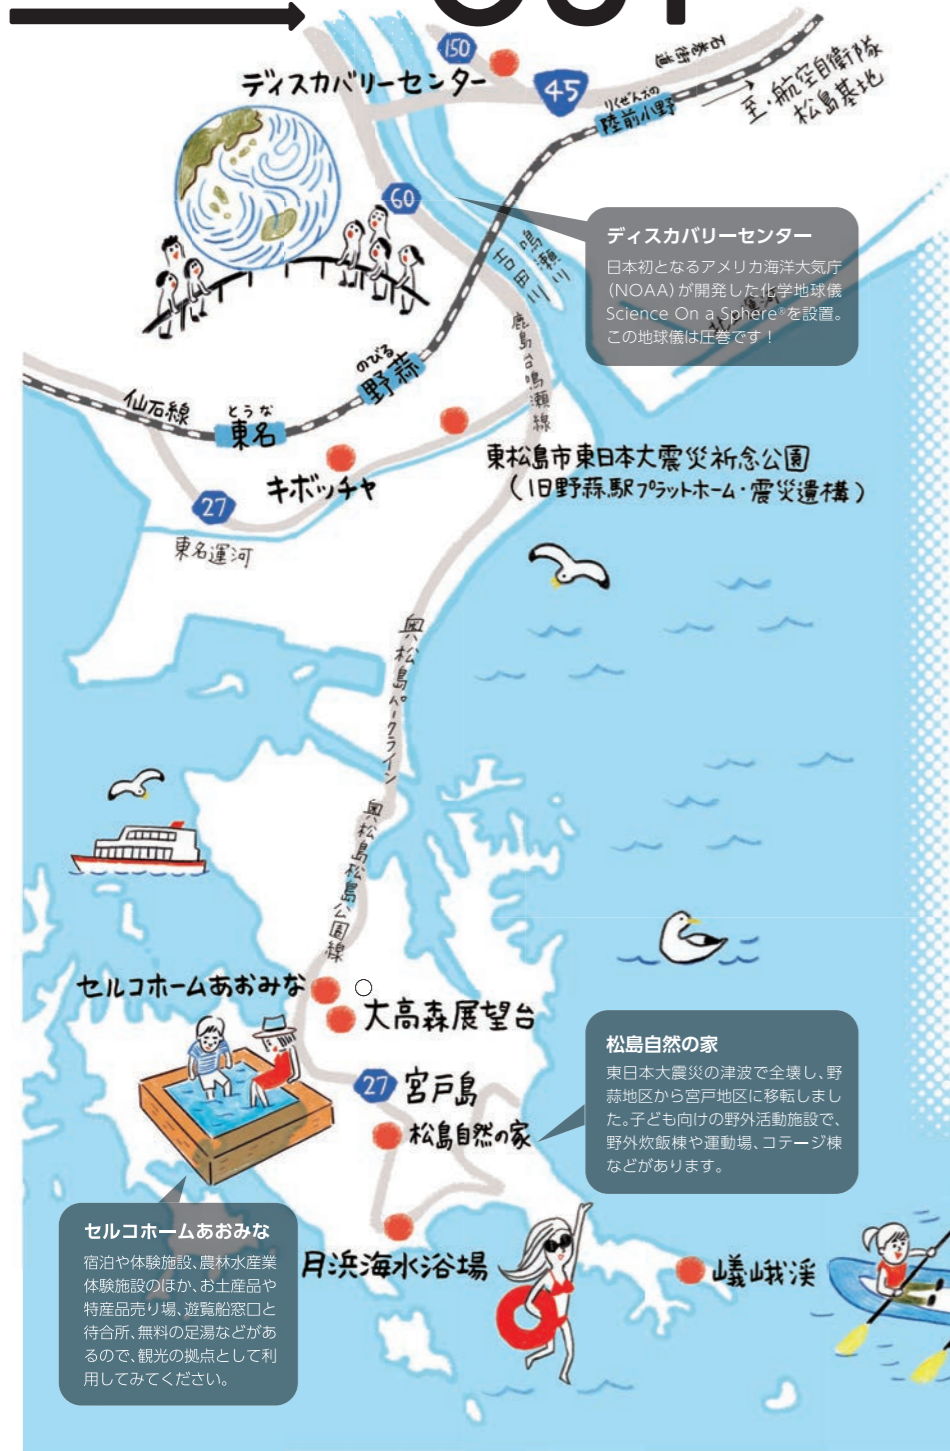 150
ディスカバリーセンター
45
りくぜんおの
陸前小野
至・航空自衛隊
松島基地
60
吉田川
鳴瀬川
ディスカバリーセンター
日本初となるアメリカ海洋大気庁
(NOAA)が開発した化学地球儀
Science On a Sphere®を設置。
この地球儀は圧巻です！
鹿島台鳴瀬線
のびる
野蒜
仙石線
とうな
東名
キボッチャ
27
東名運河
東松島市東日本大震災祈念公園
(旧野蒜駅プラットホーム・震災遺構)
奥松島パークライン
奥松島松島公園線
セルコホームあおみな
大高森展望台
27
宮戸島
松島自然の家
松島自然の家
東日本大震災の津波で全壊し、野
蒜地区から宮戸地区に移転しまし
た。子ども向けの野外活動施設で、
野外炊飯棟や運動場、コテージ棟
などがあります。
セルコホームあおみな
宿泊や体験施設、農林水産業
体験施設のほか、お土産品や
特産品売り場、遊覧船窓口と
待合所、無料の足湯などがあ
るので、観光の拠点として利
用してみてください。
月浜海水浴場
嵯峨渓